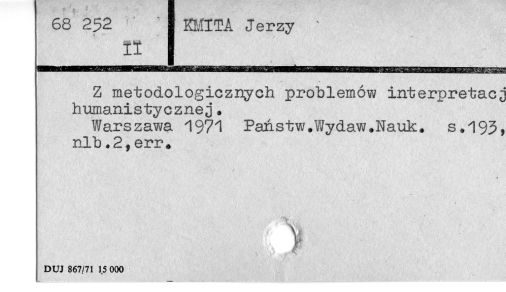 68 252
II
KMITA Jerzy
Z metodologicznych problemów interpretacj
humanistycznej.
Warszawa 1971 Państw.Wydaw.Nauk. s.193,
nlb.2,err.
DUJ 867/71 15 000